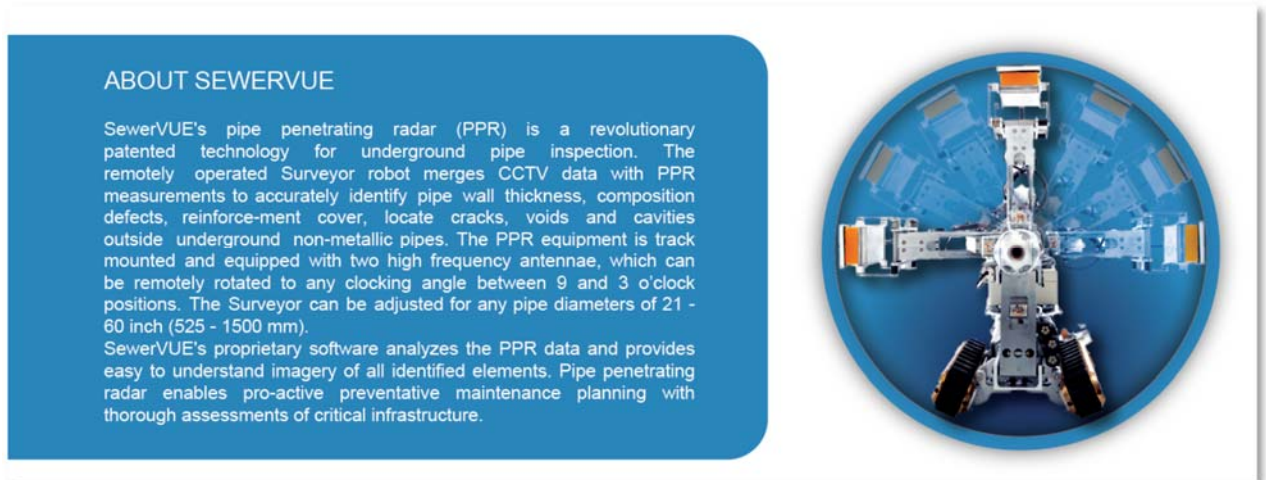 ABOUT SEWERVUE
SewerVUE's pipe penetrating radar (PPR) is a revolutionary
patented technology for underground pipe inspection. The
remotely operated Surveyor robot merges CCTV data with PPR
measurements to accurately identify pipe wall thickness, composition
defects, reinforce-ment cover, locate cracks, voids and cavities
outside underground non-metallic pipes. The PPR equipment is track
mounted and equipped with two high frequency antennae, which can
be remotely rotated to any clocking angle between 9 and 3 o'clock
positions. The Surveyor can be adjusted for any pipe diameters of 21 -
60 inch (525 - 1500 mm).
SewerVUE's proprietary software analyzes the PPR data and provides
easy to understand imagery of all identified elements. Pipe penetrating
radar enables pro-active preventative maintenance planning with
thorough assessments of critical infrastructure.